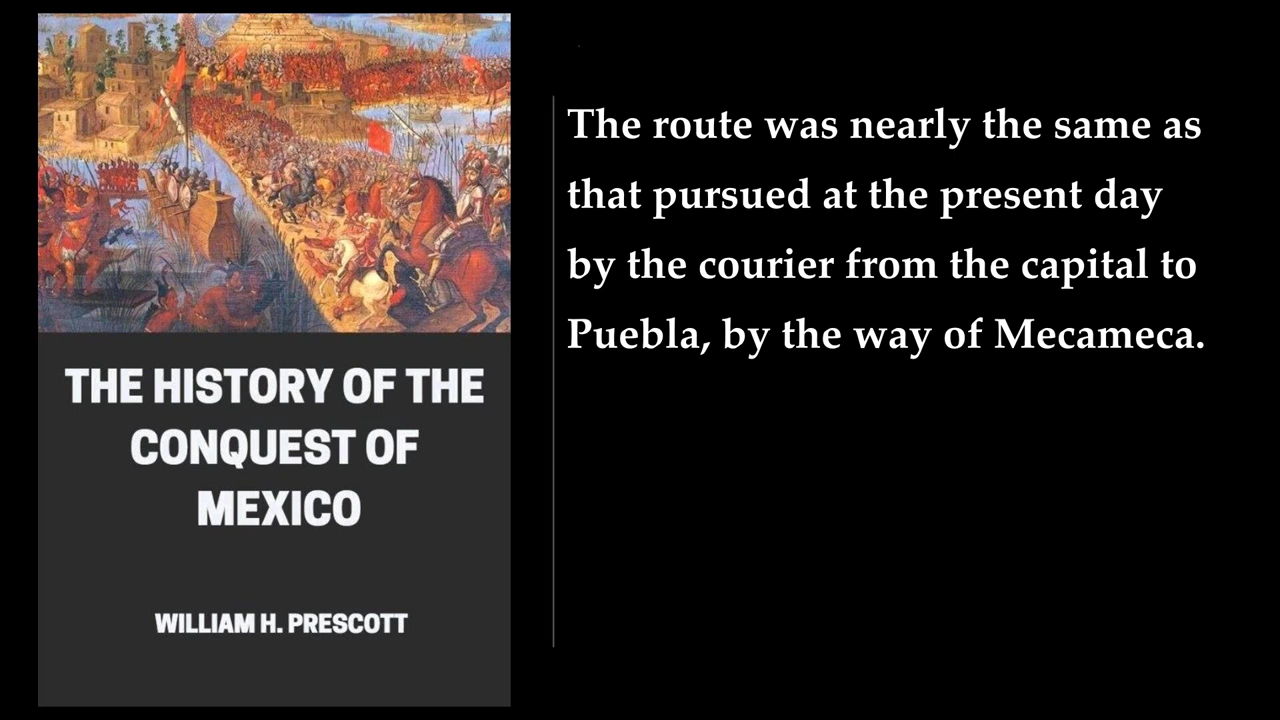 THE HISTORY OF THE
CONQUEST OF
MEXICO
WILLIAM H. PRESCOTT
The route was nearly the same as
that pursued at the present day
by the courier from the capital to
Puebla, by the way of Mecameca.